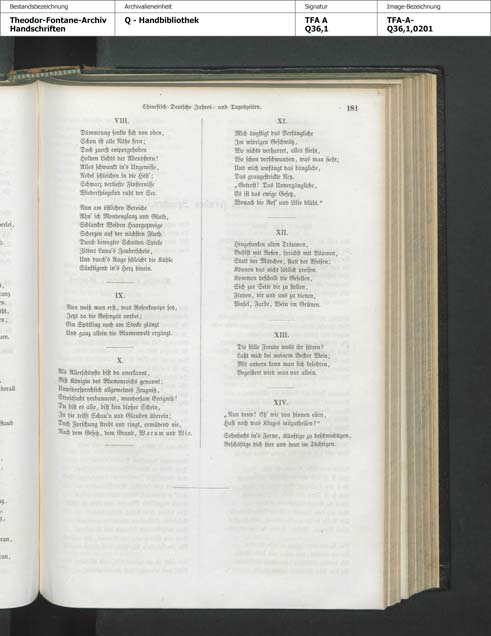 Bestandsbezeichnung
Theodor-Fontane-Archiv
Handschriften
Archivalieneinheit
Q - Handbibliothek
Signatur
TFA A
Q36,1
Image-Bezeichnung
TFA-A-
Q36,1,0201
Chinesisch-Deutsche Jahres- und Tageszeiten.
181
VIII.
Dämmerung senkte sich von oben,
Schon ist alle Nähe fern;
Doch zuerst emporgehoben
Holden Lichts der Abendstern!
Alles schwankt in's Ungewisse,
Nebel schleichen in die Höh';
Schwarz vertiefte Finsternisse
Wiederspiegelnd ruht der See.
Nun am östlichen Bereiche
Ahn' ich Mondenglanz und Gluth,
Schlanker Weiden Haargezweige
Scherzen auf der nächsten Fluth.
Durch bewegter Schatten Spiele
Zittert Luna's Zauberschein,
Und durch's Auge schleicht die Kühle
Sänftigend in's Herz hinein.
IX.
Nun weiß man erst, was Rosenknospe sey,
Jetzt da die Rosenzeit vorbei;
Ein Spätling noch am Stocke glänzt
Und ganz allein die Blumenwelt ergänzt.
X.
Als Allerschönste bist du anerkannt,
Bist Königin des Blumenreichs genannt;
Unwidersprechlich allgemeines Zeugniß,
Streitsucht verbannend, wundersam Ereigniß!
Du bist es also, bist kein bloßer Schein,
In dir trifft Schau'n und Glauben überein;
Doch Forschung strebt und ringt, ermüdend nie,
Nach dem Gesetz, dem Grund, Warum und Wie.
XI.
Mich ängstigt das Verfängliche
Im widrigen Geschwätz,
Wo nichts verharret, alles flieht,
Wo schon verschwunden, was man sieht;
Und mich umfängt das bängliche,
Das graugestrickte Netz.
„Getrost! Das Unvergängliche,
Es ist das ewige Gesetz,
Wonach die Ros' und Lilie blüht.“
XII.
Hingesunken alten Träumen,
Buhlst mit Rosen, sprichst mit Bäumen,
Statt der Mädchen, statt der Weisen;
Können das nicht löblich preisen.
Kommen deßhalb die Gesellen,
Sich zur Seite dir zu stellen,
Finden, dir und uns zu dienen,
Pinsel, Farbe, Wein im Grünen.
XIII.
Die stille Freude wollt ihr stören?
Laßt mich bei meinem Becher Wein;
Mit andern kann man sich belehren,
Begeistert wird man nur allein.
XIV.
„Nun denn! Eh' wir von hinnen eilen,
Hast noch was Kluges mitzutheilen?“
Sehnsucht in's Ferne, Künftige zu beschwichtigen,
Beschäftige dich hier und heut im Tüchtigen.